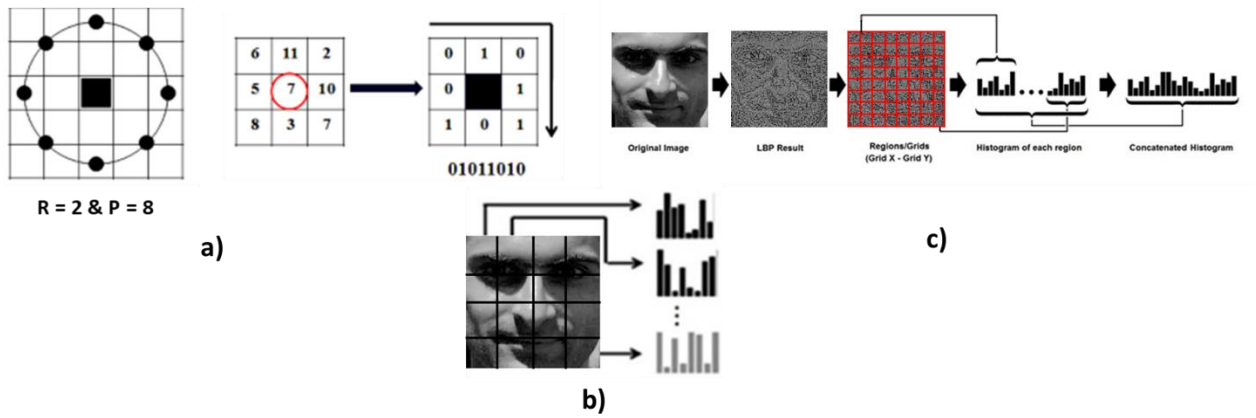 R = 2 & P = 8
a)
6 11 2
5 7 10
8 3 7
0 1 0
0 1
1 0 1
01011010
b)
Original Image
LBP Result
Regions/Grids
(Grid X - Grid Y)
Histogram of each region
Concatenated Histogram
c)